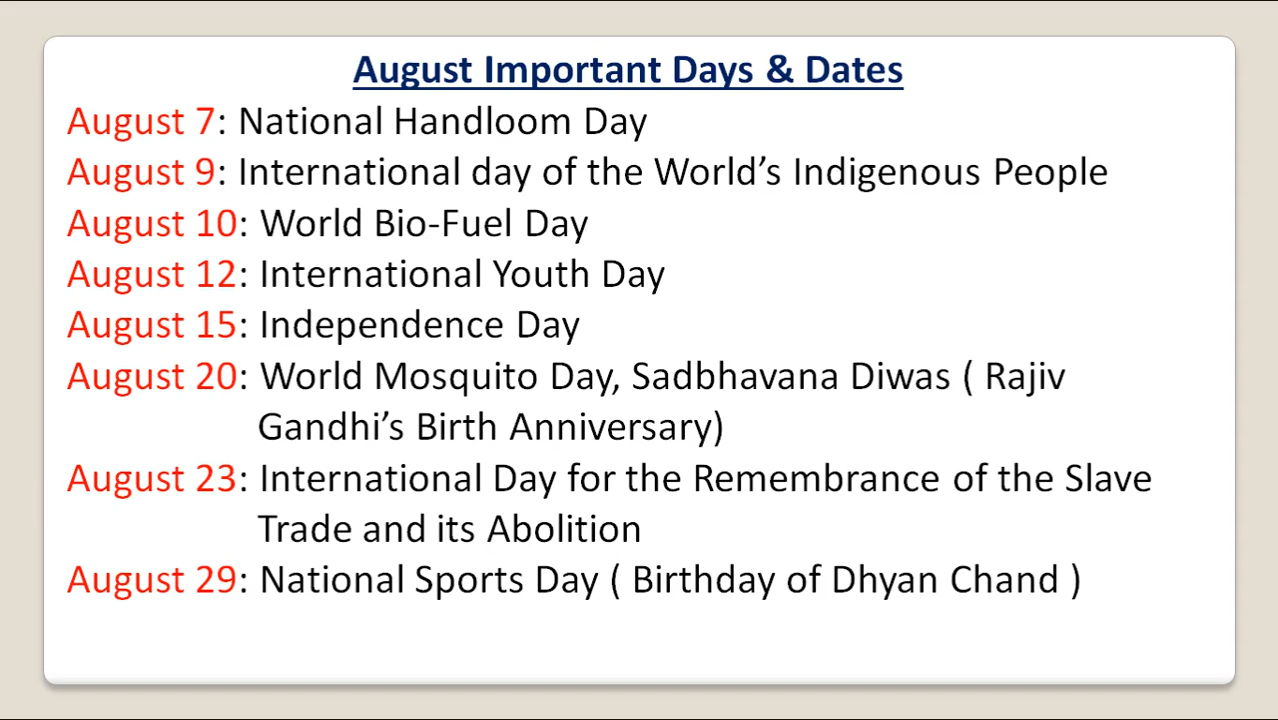 August Important Days & Dates
August 7: National Handloom Day
August 9: International day of the World’s Indigenous People
August 10: World Bio-Fuel Day
August 12: International Youth Day
August 15: Independence Day
August 20: World Mosquito Day, Sadbhavana Diwas ( Rajiv
Gandhi’s Birth Anniversary)
August 23: International Day for the Remembrance of the Slave
Trade and its Abolition
August 29: National Sports Day ( Birthday of Dhyan Chand )